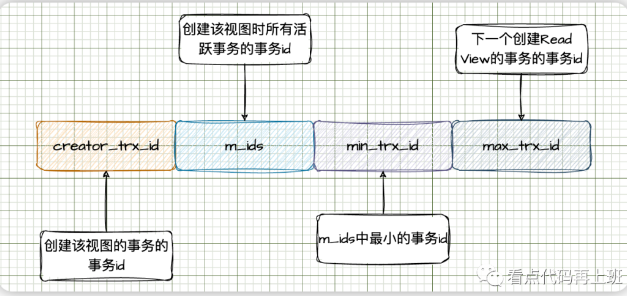 创建该视图时所有活
跃事务的事务id
下一个创建Read
View的事务的事务id
creator_trx_id
m_ids
min_trx_id
max_trx_id
创建该视图的事务的
事务id
m_ids中最小的事务id
看点代码再上班